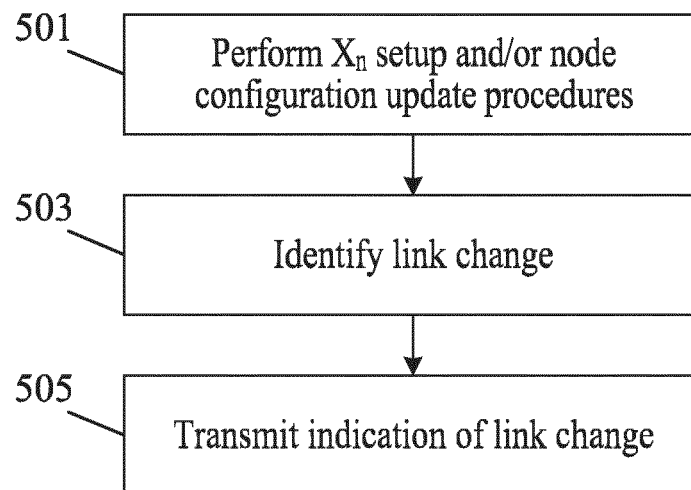 501
Perform Xn setup and/or node
configuration update procedures
503
Identify link change
505
Transmit indication of link change